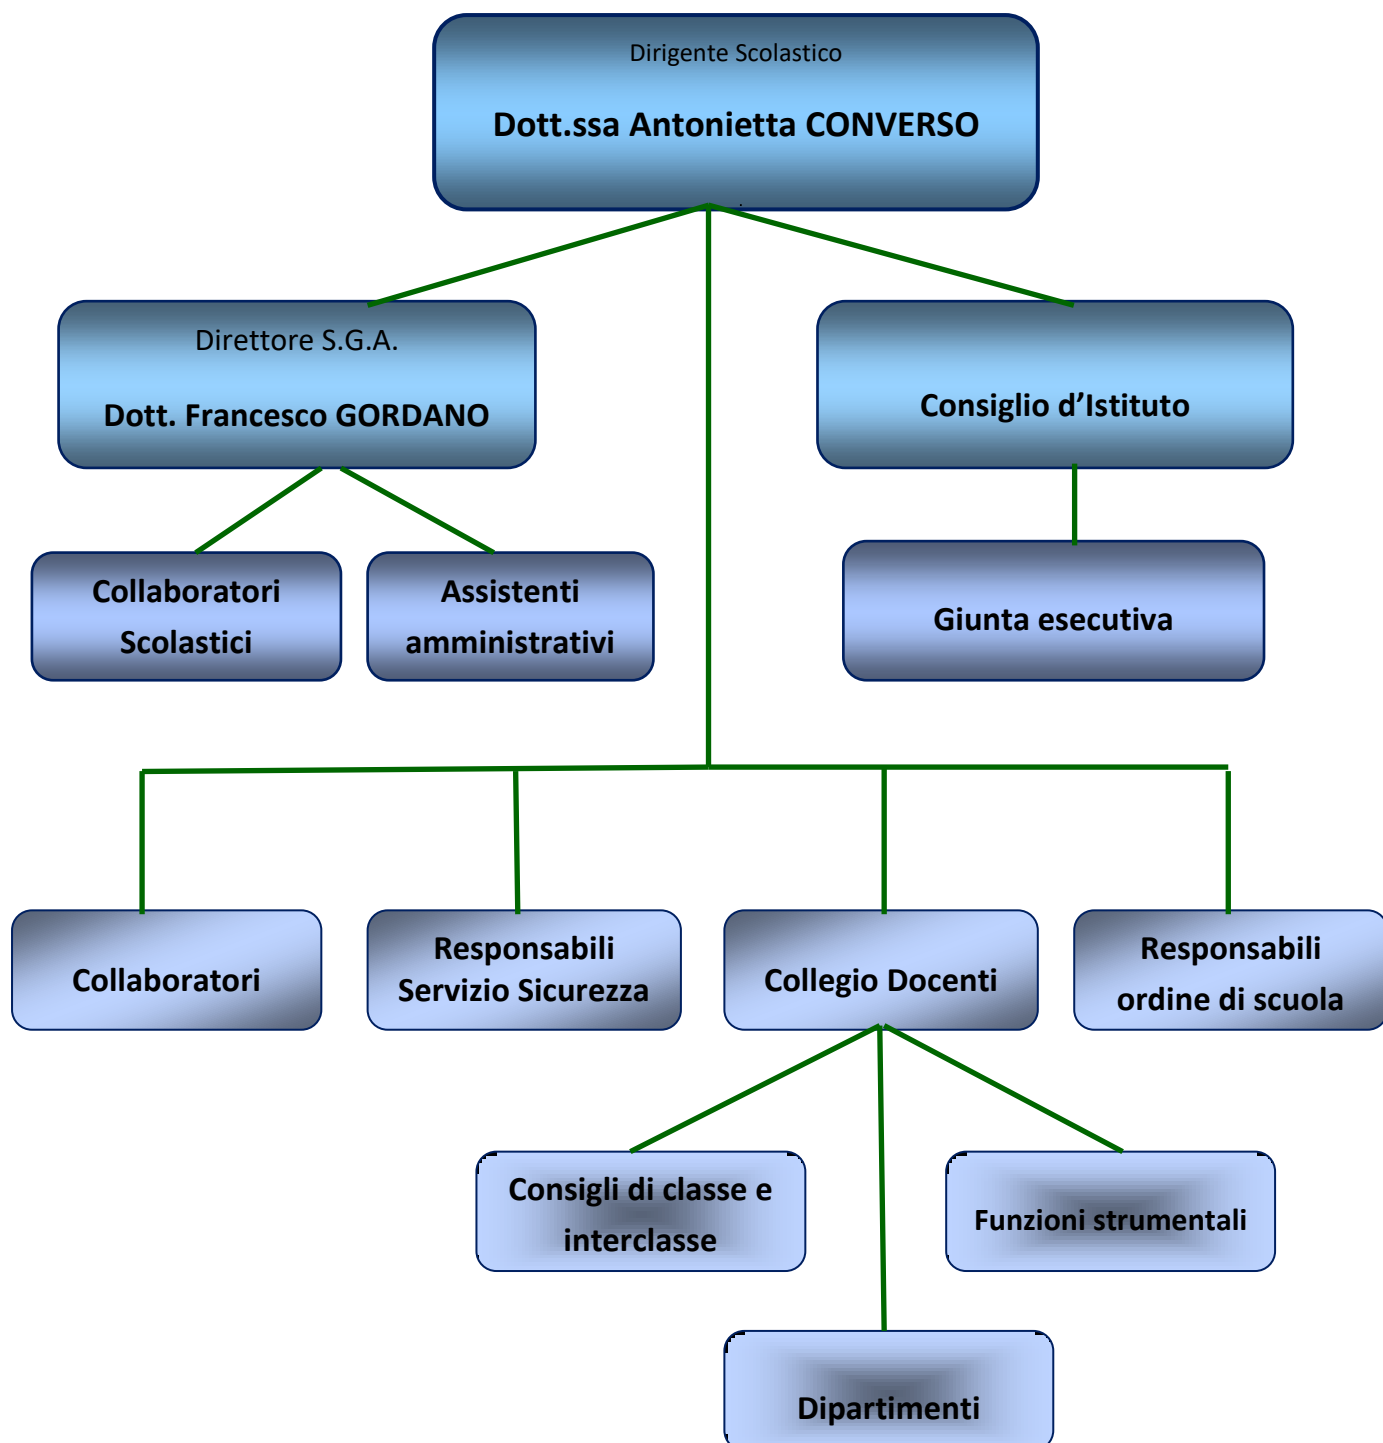 Dirigente Scolastico
Dott.ssa Antonietta CONVERSO
Direttore S.G.A.
Dott. Francesco GORDANO
Consiglio d’Istituto
Collaboratori
Scolastici
Assistenti
amministrativi
Giunta esecutiva
Collaboratori
Responsabili
Servizio Sicurezza
Collegio Docenti
Responsabili
ordine di scuola
Consigli di classe e
interclasse
Funzioni strumentali
Dipartimenti